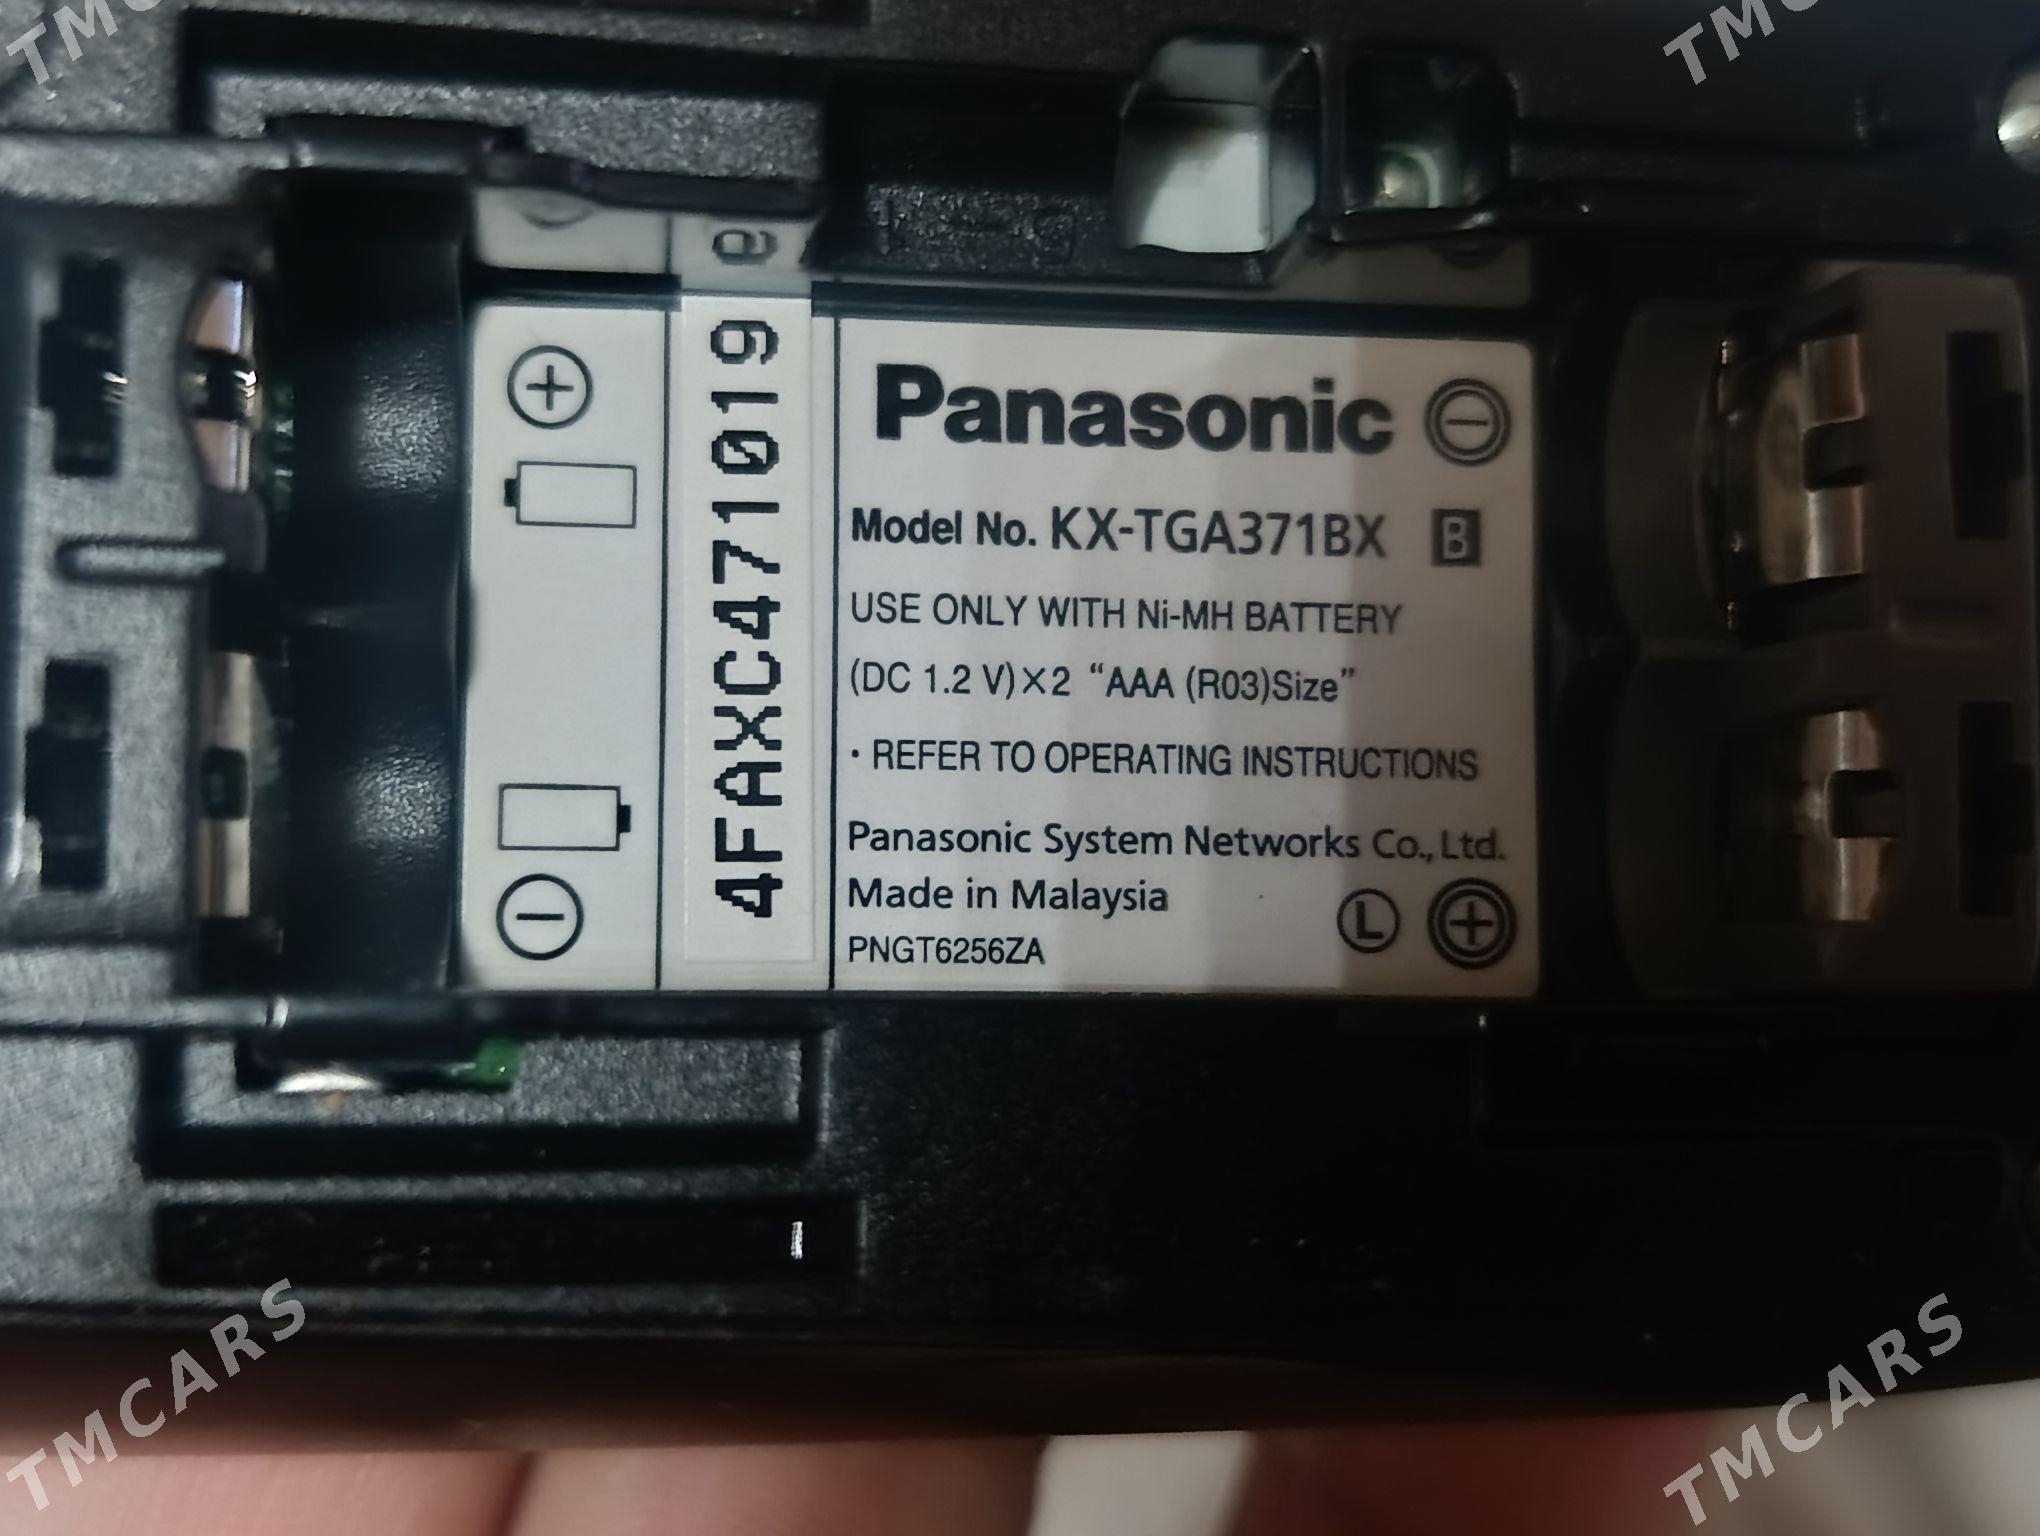 Panasonic
Model No. KX-TGA371BX B
USE ONLY WITH Ni-MH BATTERY
(DC 1.2 V)×2 “AAA (R03)Size”
· REFER TO OPERATING INSTRUCTIONS
Panasonic System Networks Co., Ltd.
Made in Malaysia
PNGT6256ZA
L
4FAXC471019
TMCARS
TMCARS